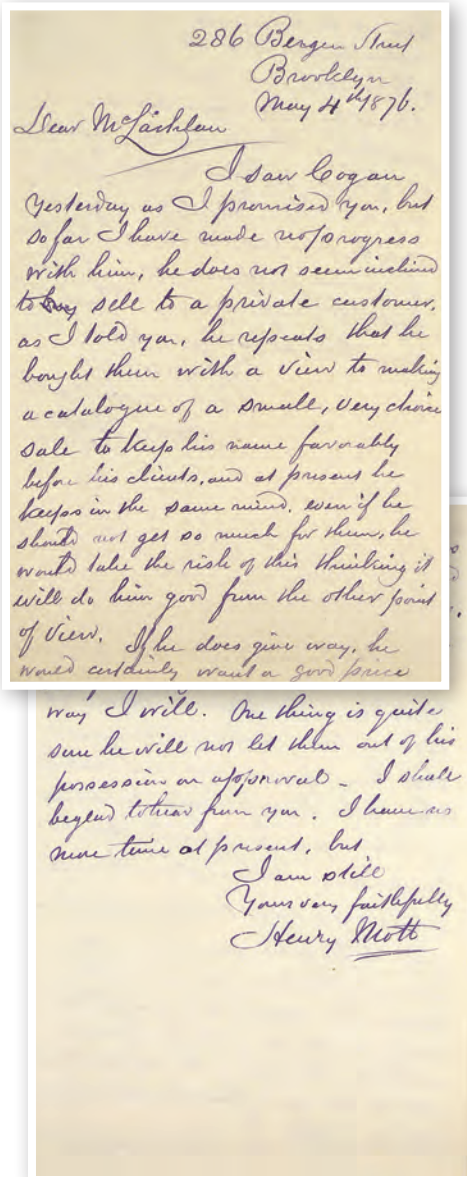 286 Bergen Street
Brooklyn
May 4th 1876.
Dear McLachlan
I saw Cogan
Yesterday as I promised you, but
so far I have made no progress
with him, he does not seem inclined
to buy sell to a private customer.
as I told you, he repeats that he
bought them with a view to making
a catalogue of a small, very choice
sale to keep his name favorably
before his clients, and at present he
keeps in the same mind. even if he
should not get so much for them, he
would take the risk of this thinking it
will do him good from the other point
of view. If he does give way, he
would certainly want a good price
way I will. One thing is quite
sure he will not let them out of his
possession on approval - I shall
be glad to hear from you. I have no
more time at present, but
I am still
Yours very faithfully
Henry Mott